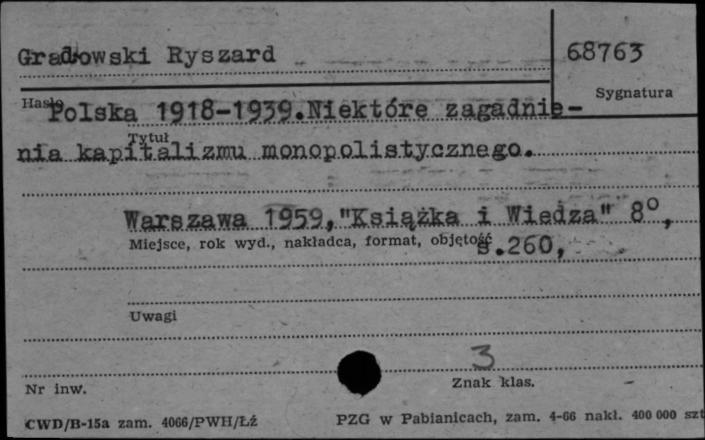 Gradowski Ryszard
68763
Hasło
Sygnatura
Polska 1918-1939.Niektóre zagadnie-
Tytuł
nia kapitalizmu monopolistycznego.
Warszawa 1959,"Książka i Wiedza" 8°,
Miejsce, rok wyd., nakładca, format, objętość
s.260,
Uwagi
3
Nr inw.
Znak klas.
CWD/B-15a zam. 4066/PWH/Łź
PZG w Pabianicach, zam. 4-66 nakł. 400 000 szt